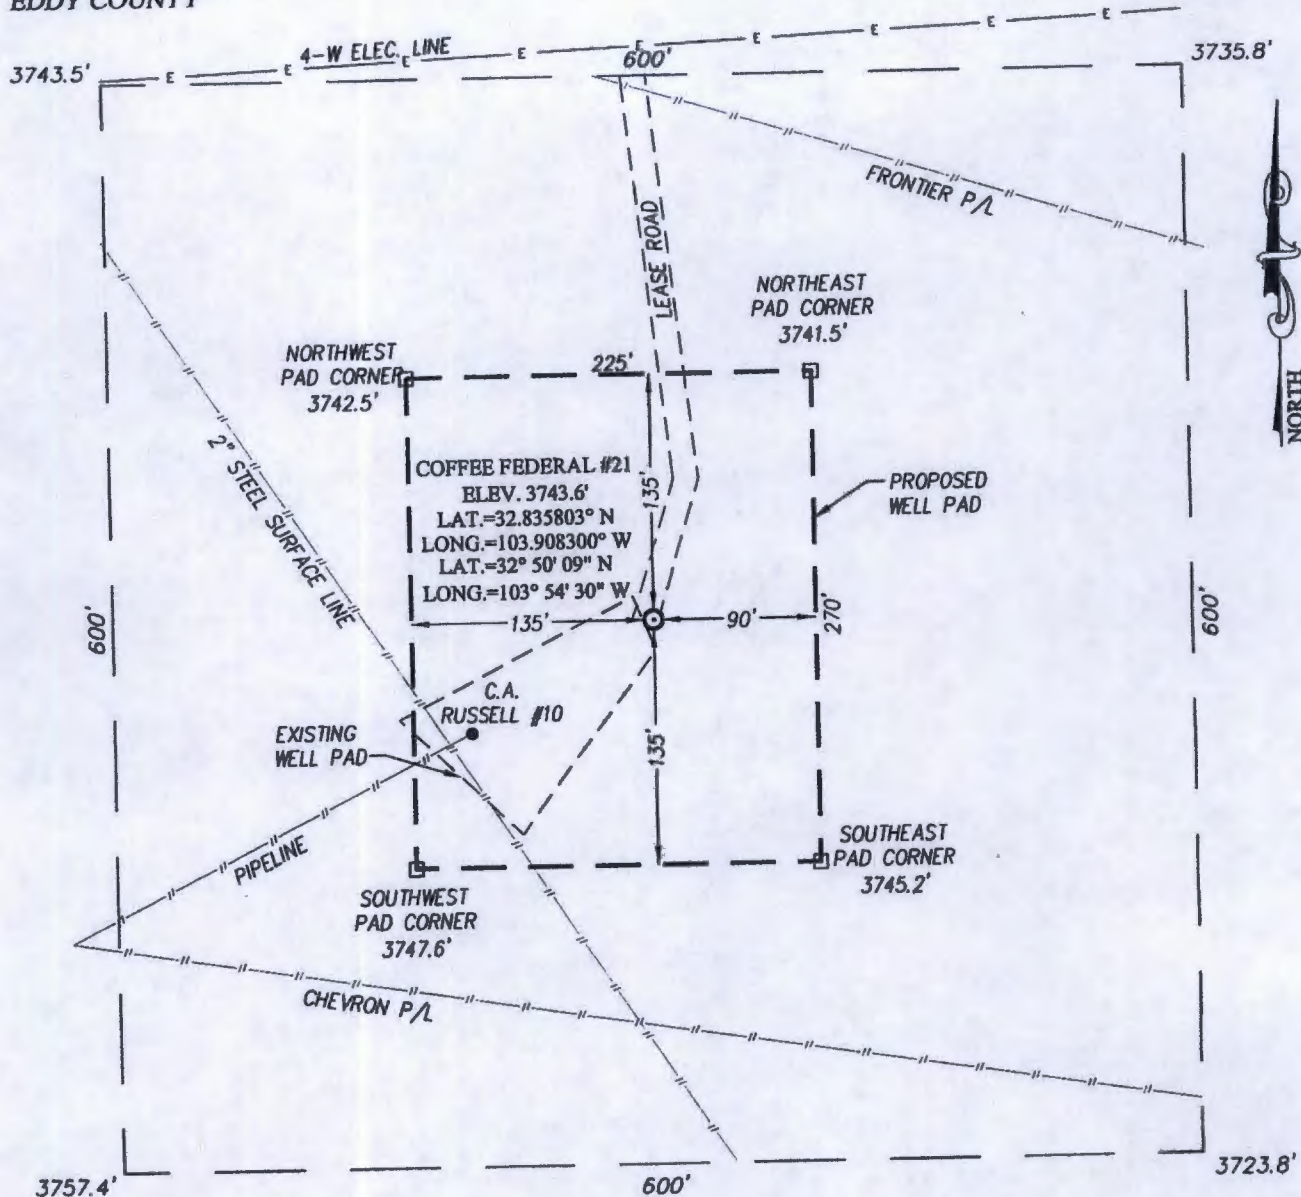 EDDY COUNTY
4-W ELEC. LINE
E E E E E E E E
600'
3743.5'
3735.8'
FRONTIER P/L
LEASE ROAD
NORTH
NORTHEAST
PAD CORNER
3741.5'
NORTHWEST
PAD CORNER
3742.5'
225'
2" STEEL SURFACE LINE
COFFEE FEDERAL #21
ELEV. 3743.6'
LAT.=32.835803° N
LONG.=103.908300° W
LAT.=32° 50' 09" N
LONG.=103° 54' 30" W
135'
PROPOSED
WELL PAD
600'
135'
90'
270'
600'
C.A.
RUSSELL #10
EXISTING
WELL PAD
135'
PIPELINE
SOUTHWEST
PAD CORNER
3747.6'
SOUTHEAST
PAD CORNER
3745.2'
CHEVRON P/L
3757.4'
600'
3723.8'